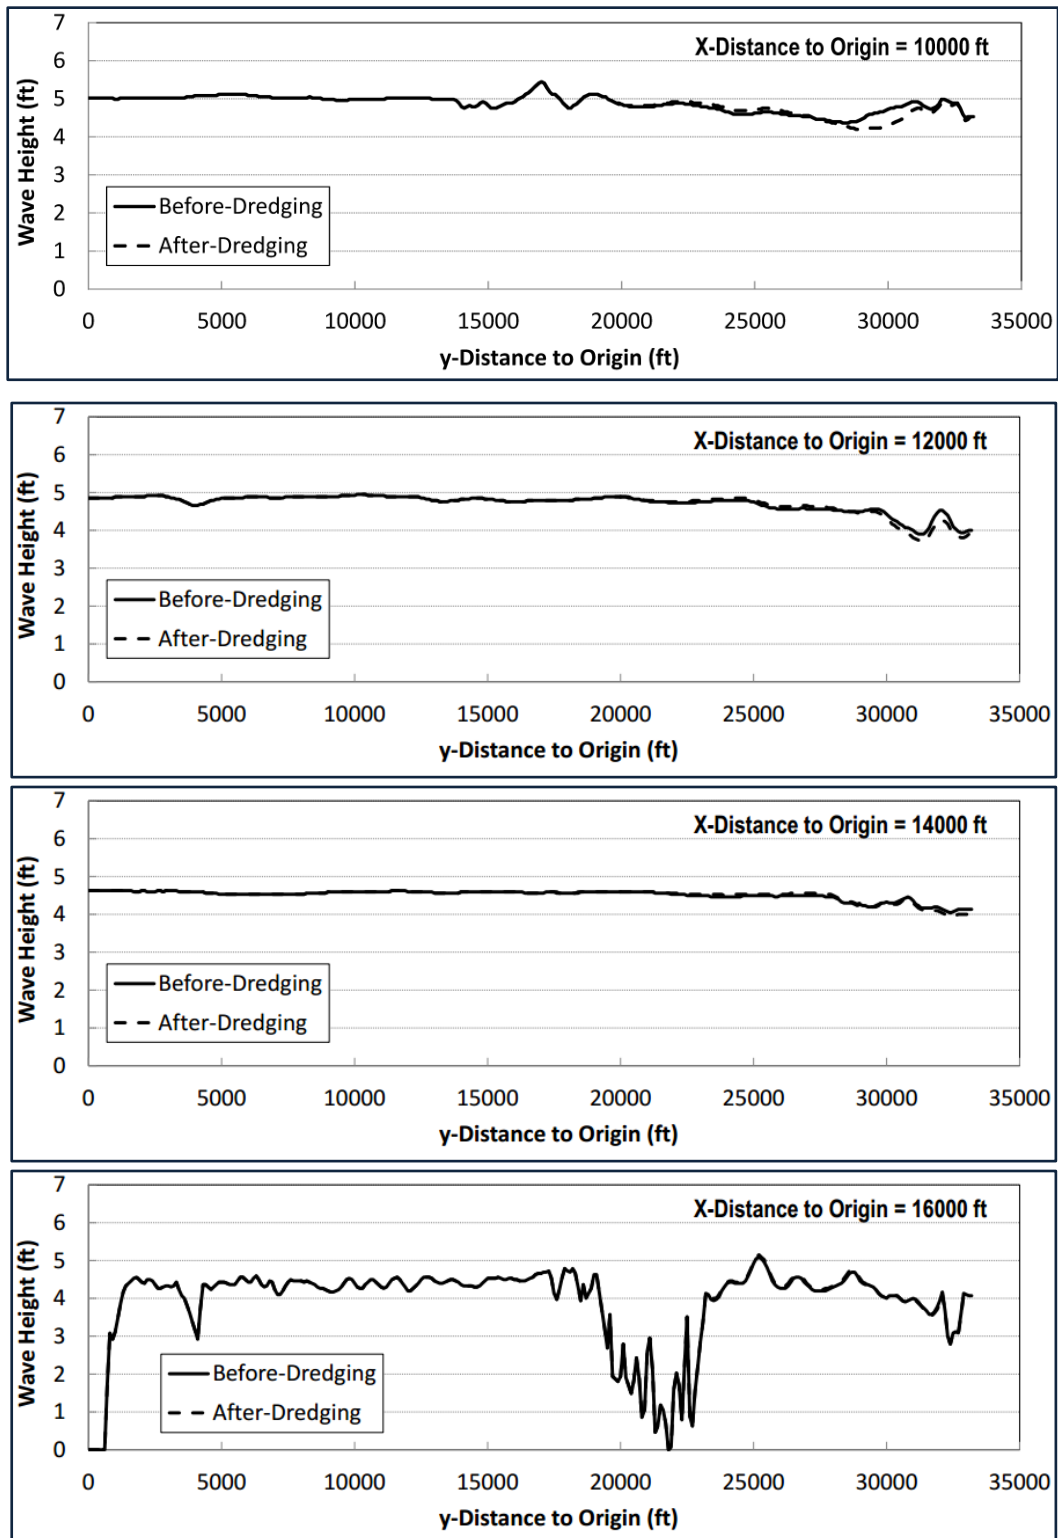 7
X-Distance to Origin = 10000 ft
6
5
4
3
2
1
0
Wave Height (ft)
Before-Dredging
After-Dredging
0 5000 10000 15000 20000 25000 30000 35000
y-Distance to Origin (ft)
7
X-Distance to Origin = 12000 ft
6
5
4
3
2
1
0
Wave Height (ft)
Before-Dredging
After-Dredging
0 5000 10000 15000 20000 25000 30000 35000
y-Distance to Origin (ft)
7
X-Distance to Origin = 14000 ft
6
5
4
3
2
1
0
Wave Height (ft)
Before-Dredging
After-Dredging
0 5000 10000 15000 20000 25000 30000 35000
y-Distance to Origin (ft)
7
X-Distance to Origin = 16000 ft
6
5
4
3
2
1
0
Wave Height (ft)
Before-Dredging
After-Dredging
0 5000 10000 15000 20000 25000 30000 35000
y-Distance to Origin (ft)